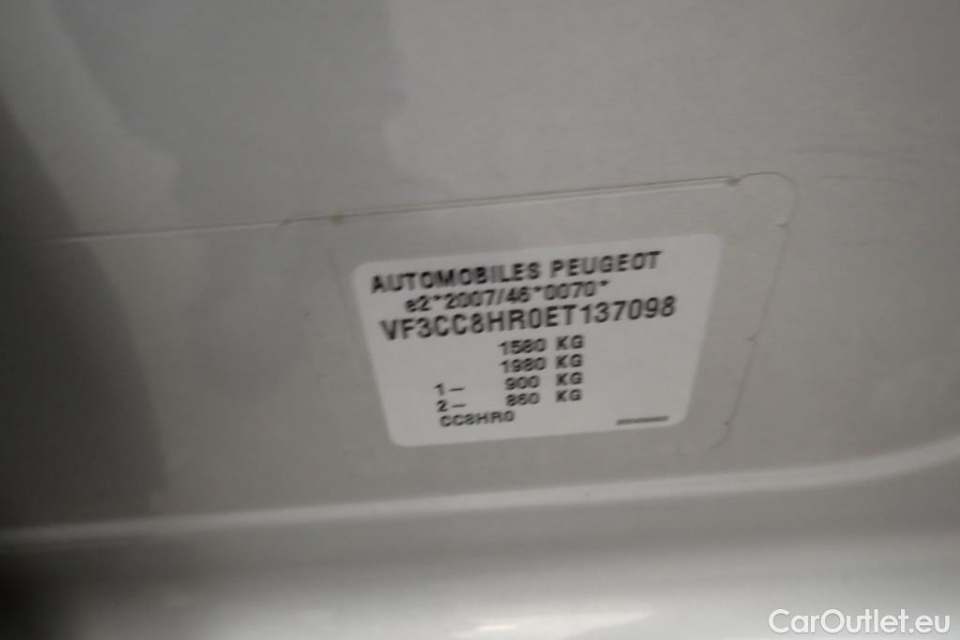 AUTOMOBILES PEUGEOT
e2*2007/46*0070*
VF3CC8HR0ET137098
1580 KG
1980 KG
1– 900 KG
2– 860 KG
CC8HR0
CarOutlet.eu